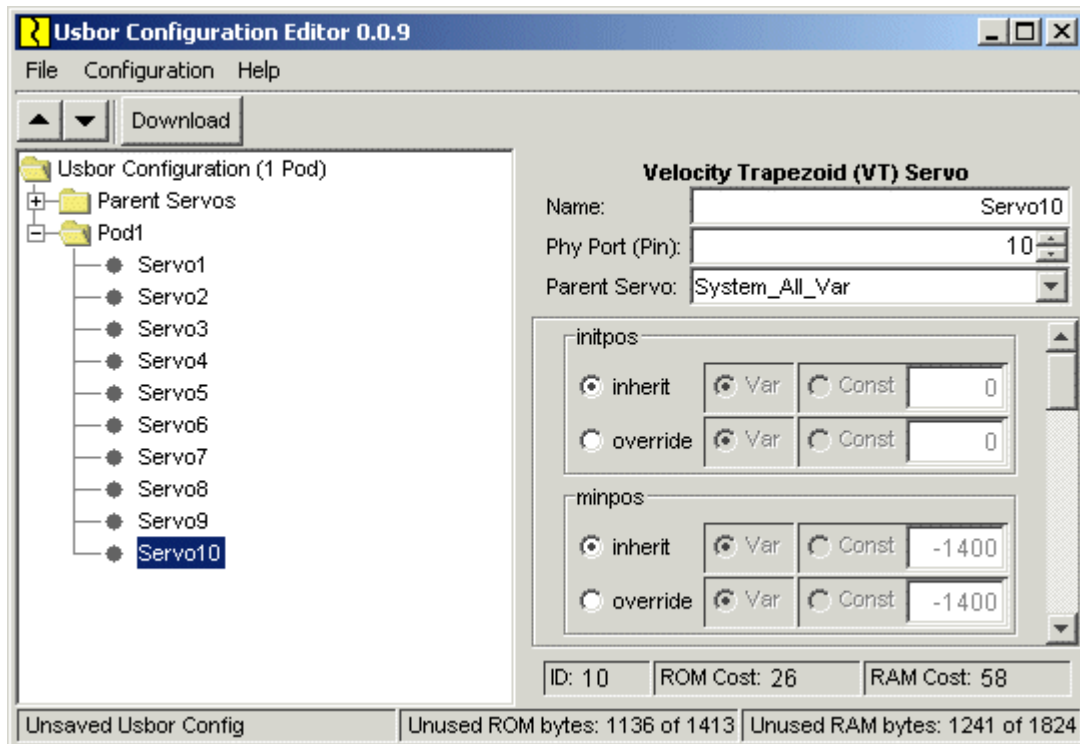 Usbor Configuration Editor 0.0.9
File Configuration Help
Download
Usbor Configuration (1 Pod)
Parent Servos
Pod1
Servo1
Servo2
Servo3
Servo4
Servo5
Servo6
Servo7
Servo8
Servo9
Servo10
Velocity Trapezoid (VT) Servo
Name: Servo10
Phy Port (Pin): 10
Parent Servo: System_All_Var
initpos
inherit Var Const 0
override Var Const 0
minpos
inherit Var Const -1400
override Var Const -1400
ID: 10 ROM Cost: 26 RAM Cost: 58
Unsaved Usbor Config Unused ROM bytes: 1136 of 1413 Unused RAM bytes: 1241 of 1824